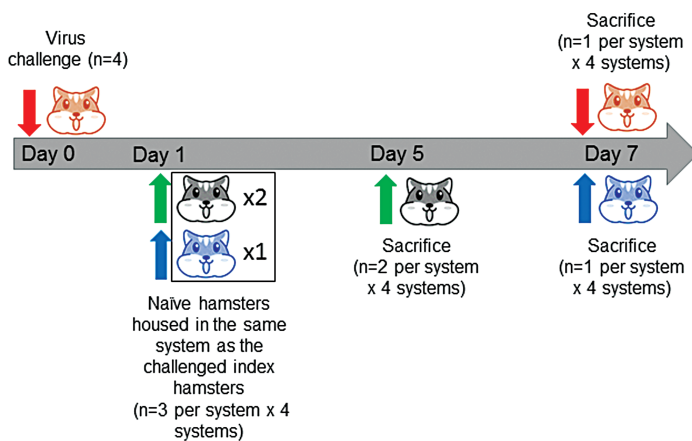 Virus
challenge (n=4)
Sacrifice
(n=1 per system
x 4 systems)
Day 0
Day 1
Day 5
Day 7
x2
x1
Naïve hamsters
housed in the same
system as the
challenged index
hamsters
(n=3 per system x 4
systems)
Sacrifice
(n=2 per system
x 4 systems)
Sacrifice
(n=1 per system
x 4 systems)